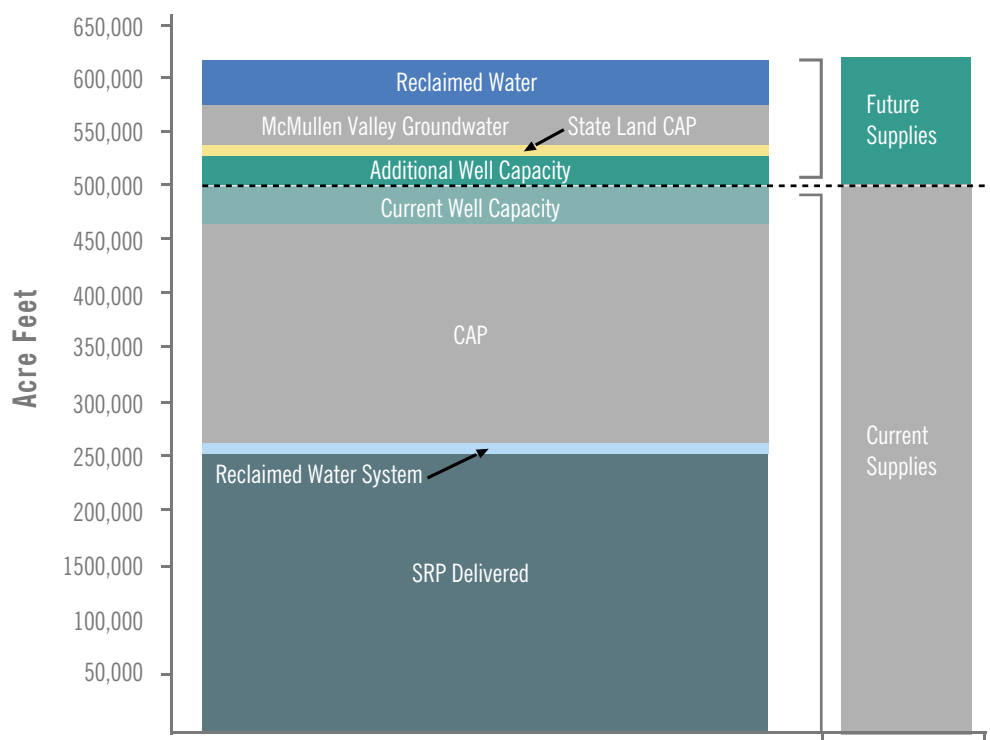 650,000
600,000
550,000
500,000
450,000
400,000
350,000
300,000
250,000
200,000
1500,000
100,000
50,000
Acre Feet
Reclaimed Water
McMullen Valley Groundwater
State Land CAP
Additional Well Capacity
Current Well Capacity
CAP
Reclaimed Water System
SRP Delivered
Future
Supplies
Current
Supplies